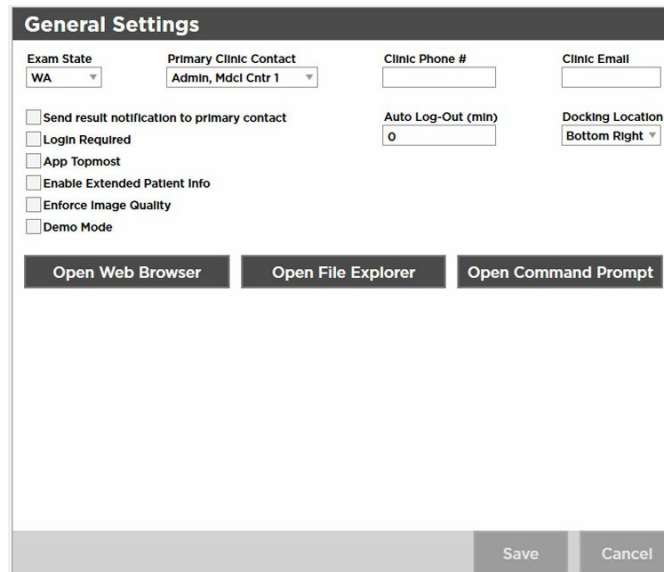 General Settings
Exam State Primary Clinic Contact Clinic Phone # Clinic Email
WA Admin, Mdcl Cntr 1
Send result notification to primary contact Auto Log-Out (min) Docking Location
Login Required 0 Bottom Right
App Topmost
Enable Extended Patient Info
Enforce Image Quality
Demo Mode
Open Web Browser Open File Explorer Open Command Prompt
Save Cancel